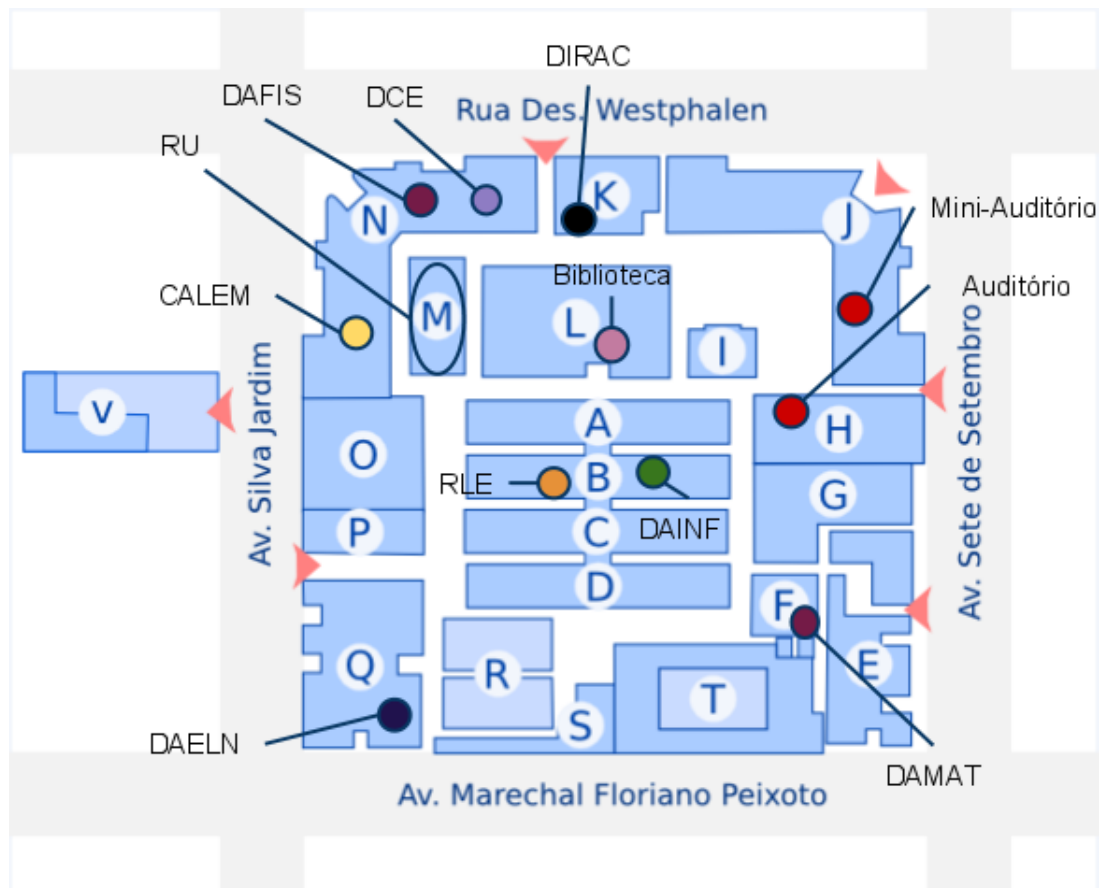 DIRAC
DAFIS
DCE
Rua Des. Westphalen
RU
K
N
J
Mini-Auditório
Biblioteca
Auditório
CALEM
M
L
I
V
A
H
O
Av. Silva Jardim
Av. Sete de Setembro
RLE
B
G
P
C
DAINF
D
F
Q
R
E
S
T
DAELN
DAMAT
Av. Marechal Floriano Peixoto